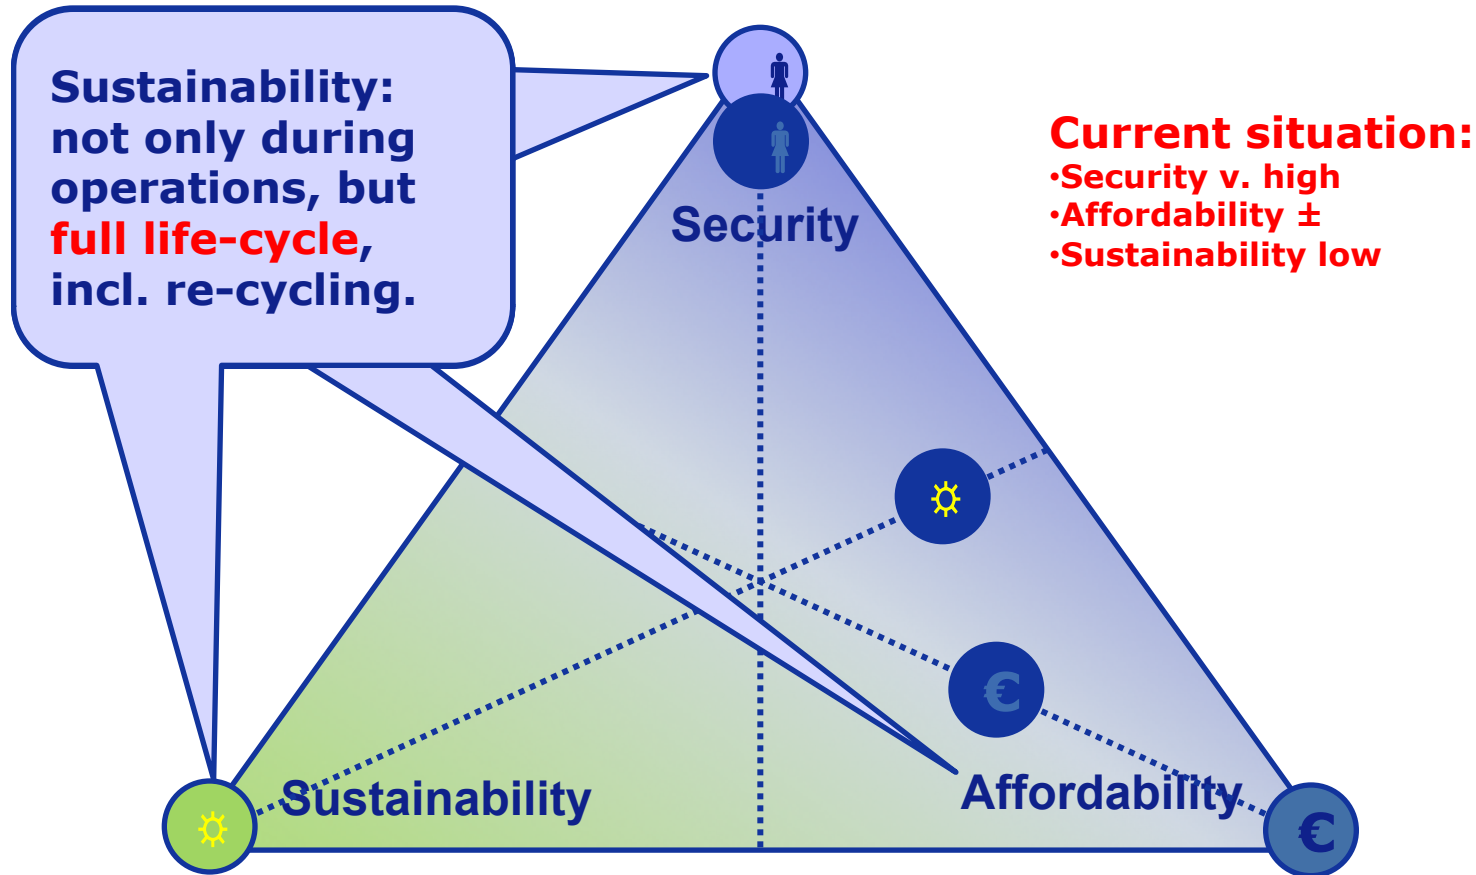 Sustainability:
not only during
operations, but
full life-cycle,
incl. re-cycling.
Current situation:
•Security v. high
•Affordability ±
•Sustainability low
Security
€
Sustainability
Affordability
€